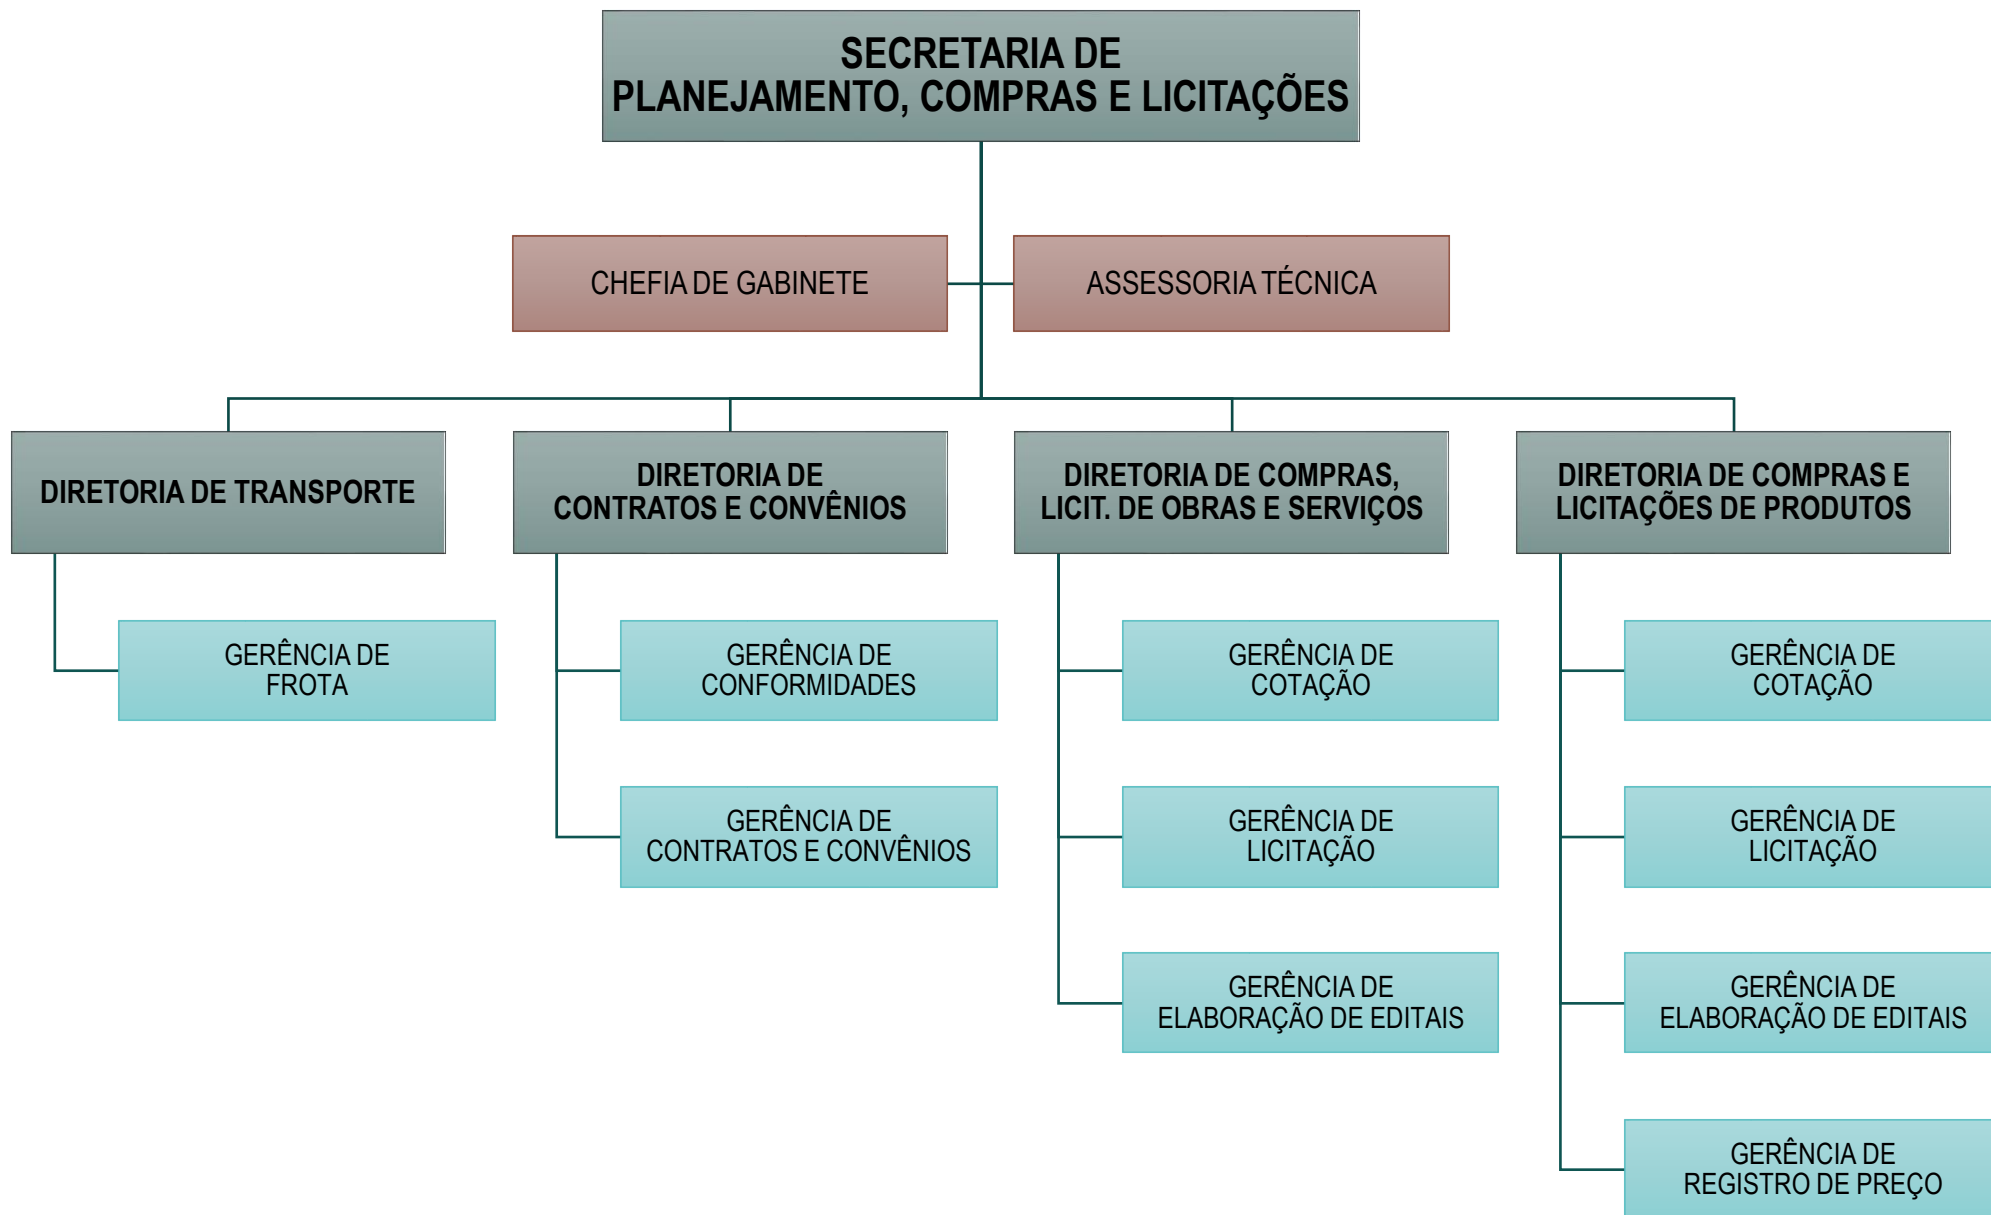 SECRETARIA DE
PLANEJAMENTO, COMPRAS E LICITAÇÕES
CHEFIA DE GABINETE
ASSESSORIA TÉCNICA
DIRETORIA DE TRANSPORTE
GERÊNCIA DE
FROTA
DIRETORIA DE
CONTRATOS E CONVÊNIOS
GERÊNCIA DE
CONFORMIDADES
GERÊNCIA DE
CONTRATOS E CONVÊNIOS
DIRETORIA DE COMPRAS,
LICIT. DE OBRAS E SERVIÇOS
GERÊNCIA DE
COTAÇÃO
GERÊNCIA DE
LICITAÇÃO
GERÊNCIA DE
ELABORAÇÃO DE EDITAIS
DIRETORIA DE COMPRAS E
LICITAÇÕES DE PRODUTOS
GERÊNCIA DE
COTAÇÃO
GERÊNCIA DE
LICITAÇÃO
GERÊNCIA DE
ELABORAÇÃO DE EDITAIS
GERÊNCIA DE
REGISTRO DE PREÇO